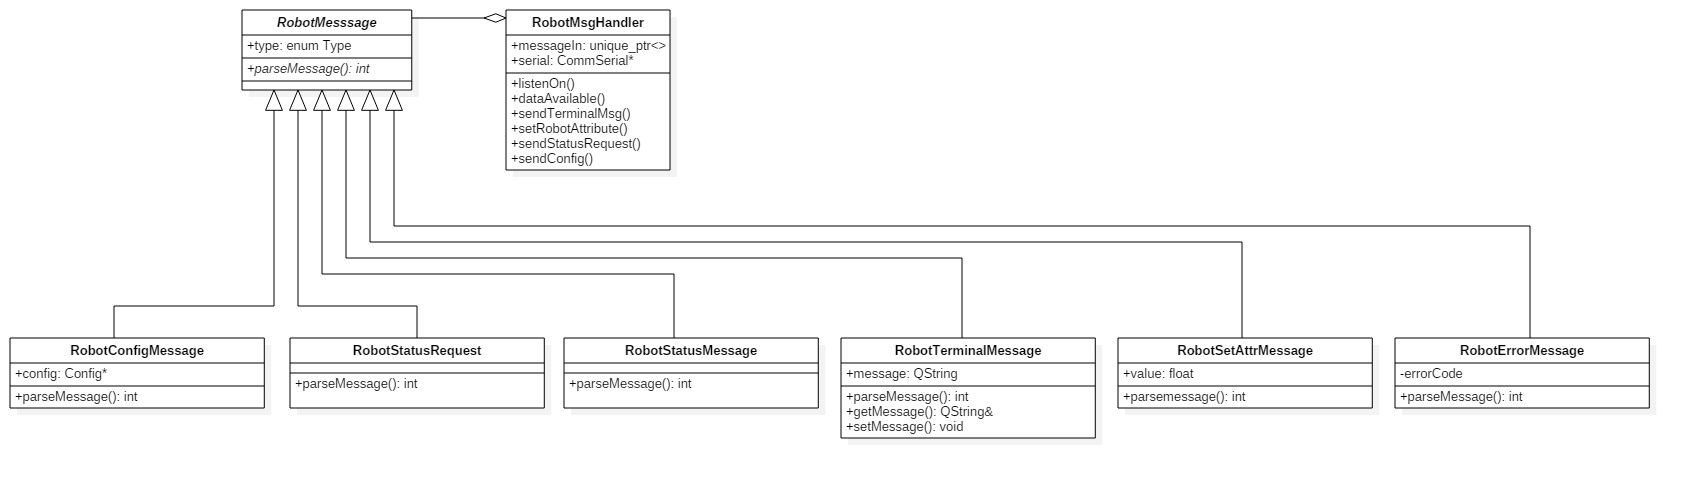 RobotMesssage
+type: enum Type
+parseMessage(): int
RobotMsgHandler
+messageIn: unique_ptr<>
+serial: CommSerial*
+listenOn()
+dataAvailable()
+sendTerminalMsg()
+setRobotAttribute()
+sendStatusRequest()
+sendConfig()
RobotConfigMessage
+config: Config*
+parseMessage(): int
RobotStatusRequest
+parseMessage(): int
RobotStatusMessage
+parseMessage(): int
RobotTerminalMessage
+message: QString
+parseMessage(): int
+getMessage(): QString&
+setMessage(): void
RobotSetAttrMessage
+value: float
+parsemessage(): int
RobotErrorMessage
-errorCode
+parseMessage(): int